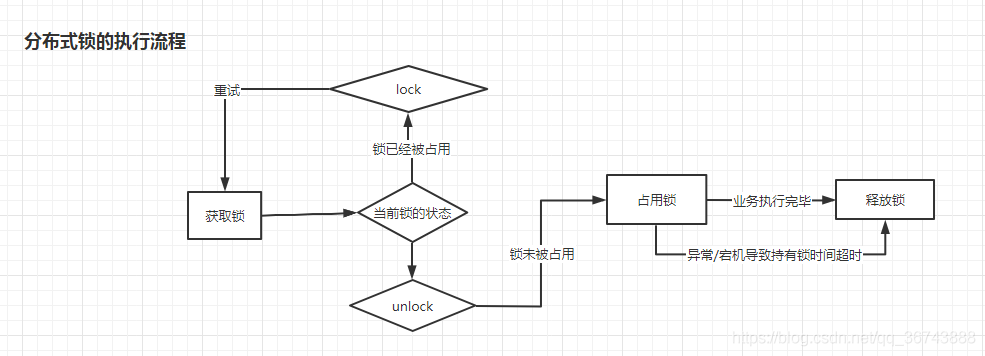 分布式锁的执行流程
lock
重试
锁已经被占用
获取锁
当前锁的状态
占用锁
业务执行完毕
释放锁
锁未被占用
异常/宕机导致持有锁时间超时
unlock
https://blog.csdn.net/qq_36743888